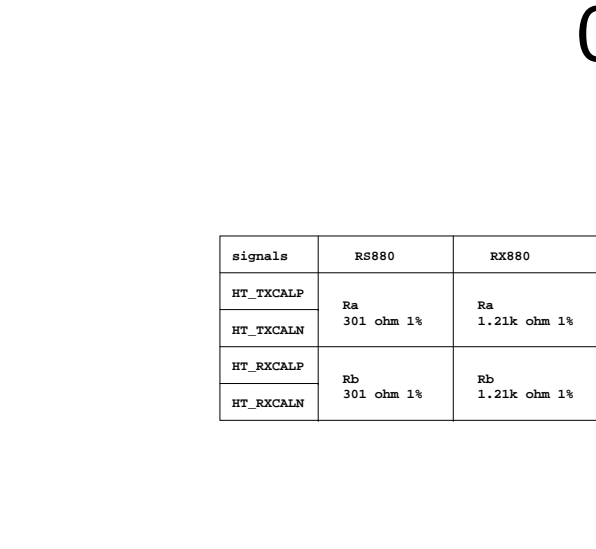 signals RS880 RX880
HT_TXCALP
Ra Ra
301 ohm 1% 1.21k ohm 1%
HT_TXCALN
HT_RXCALP
Rb Rb
301 ohm 1% 1.21k ohm 1%
HT_RXCALN